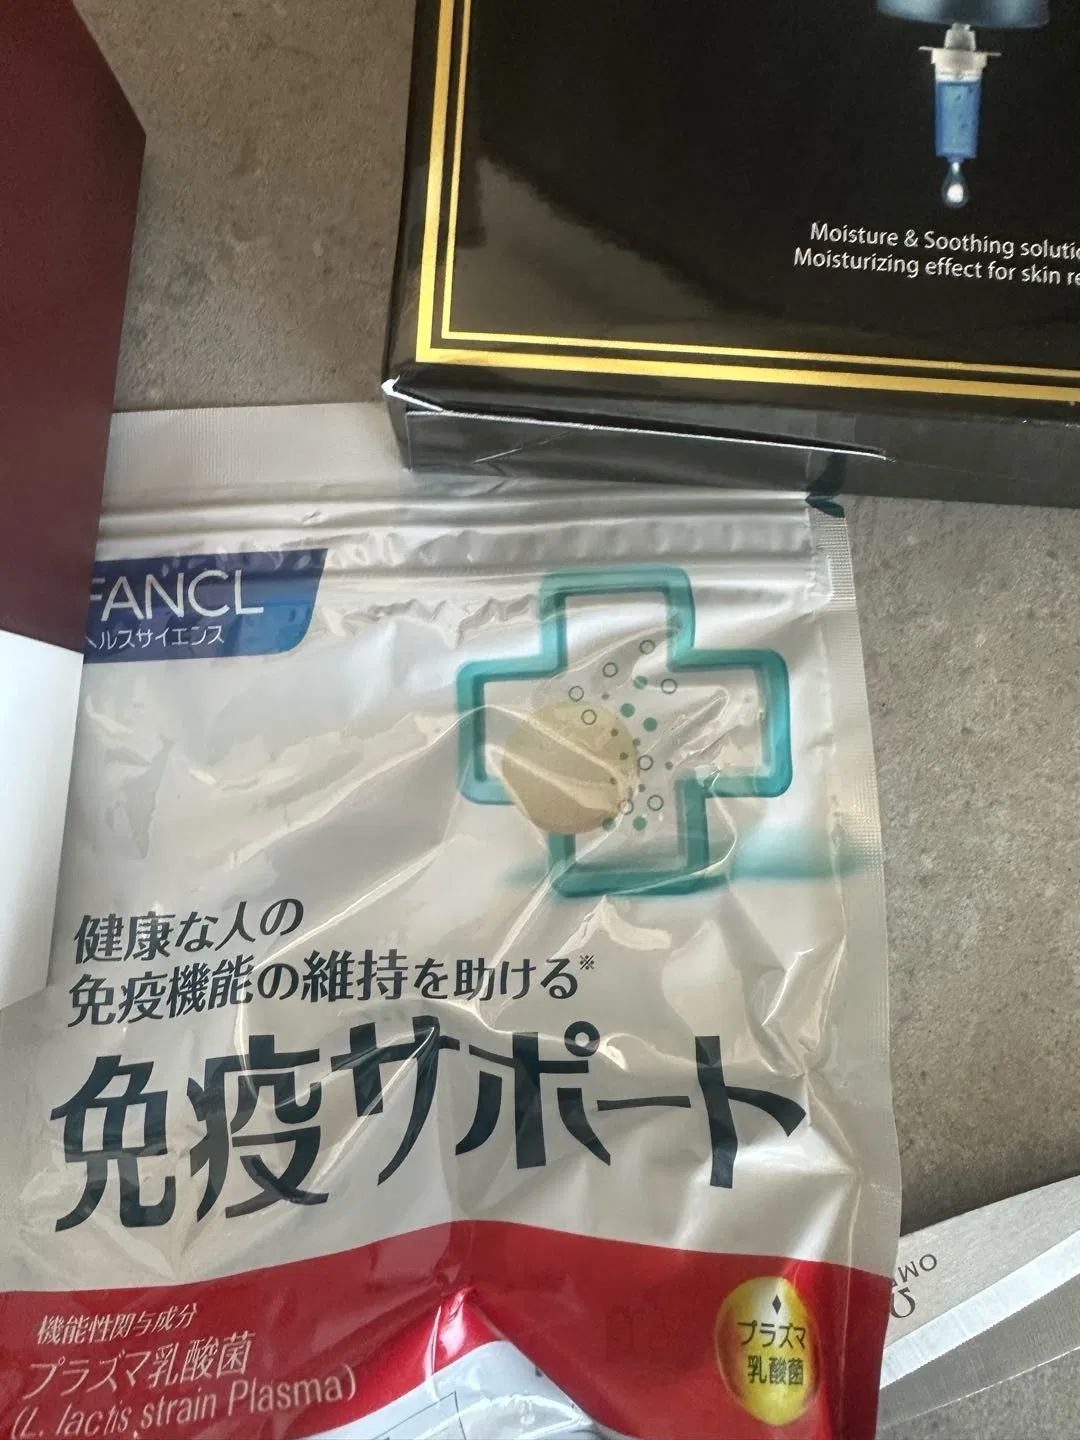 Moisture & Soothing
Moisturizing effect for skin
FANCL
ヘルスサイエンス
健康な人の
免疫機能の維持を助ける※
免疫サポート
機能性関与成分
プラズマ乳酸菌
(L. lactis strain Plasma)
プラズマ
乳酸菌
Ω